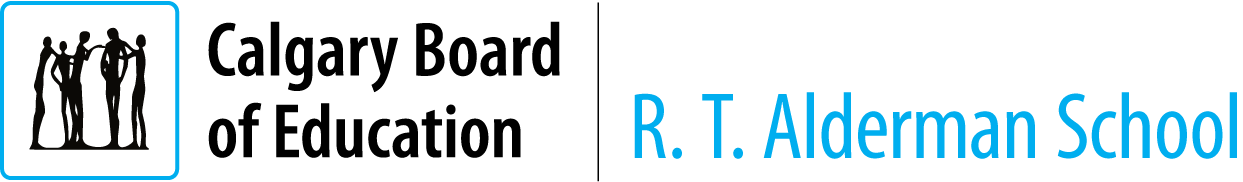 Calgary Board
of Education
R. T. Alderman School